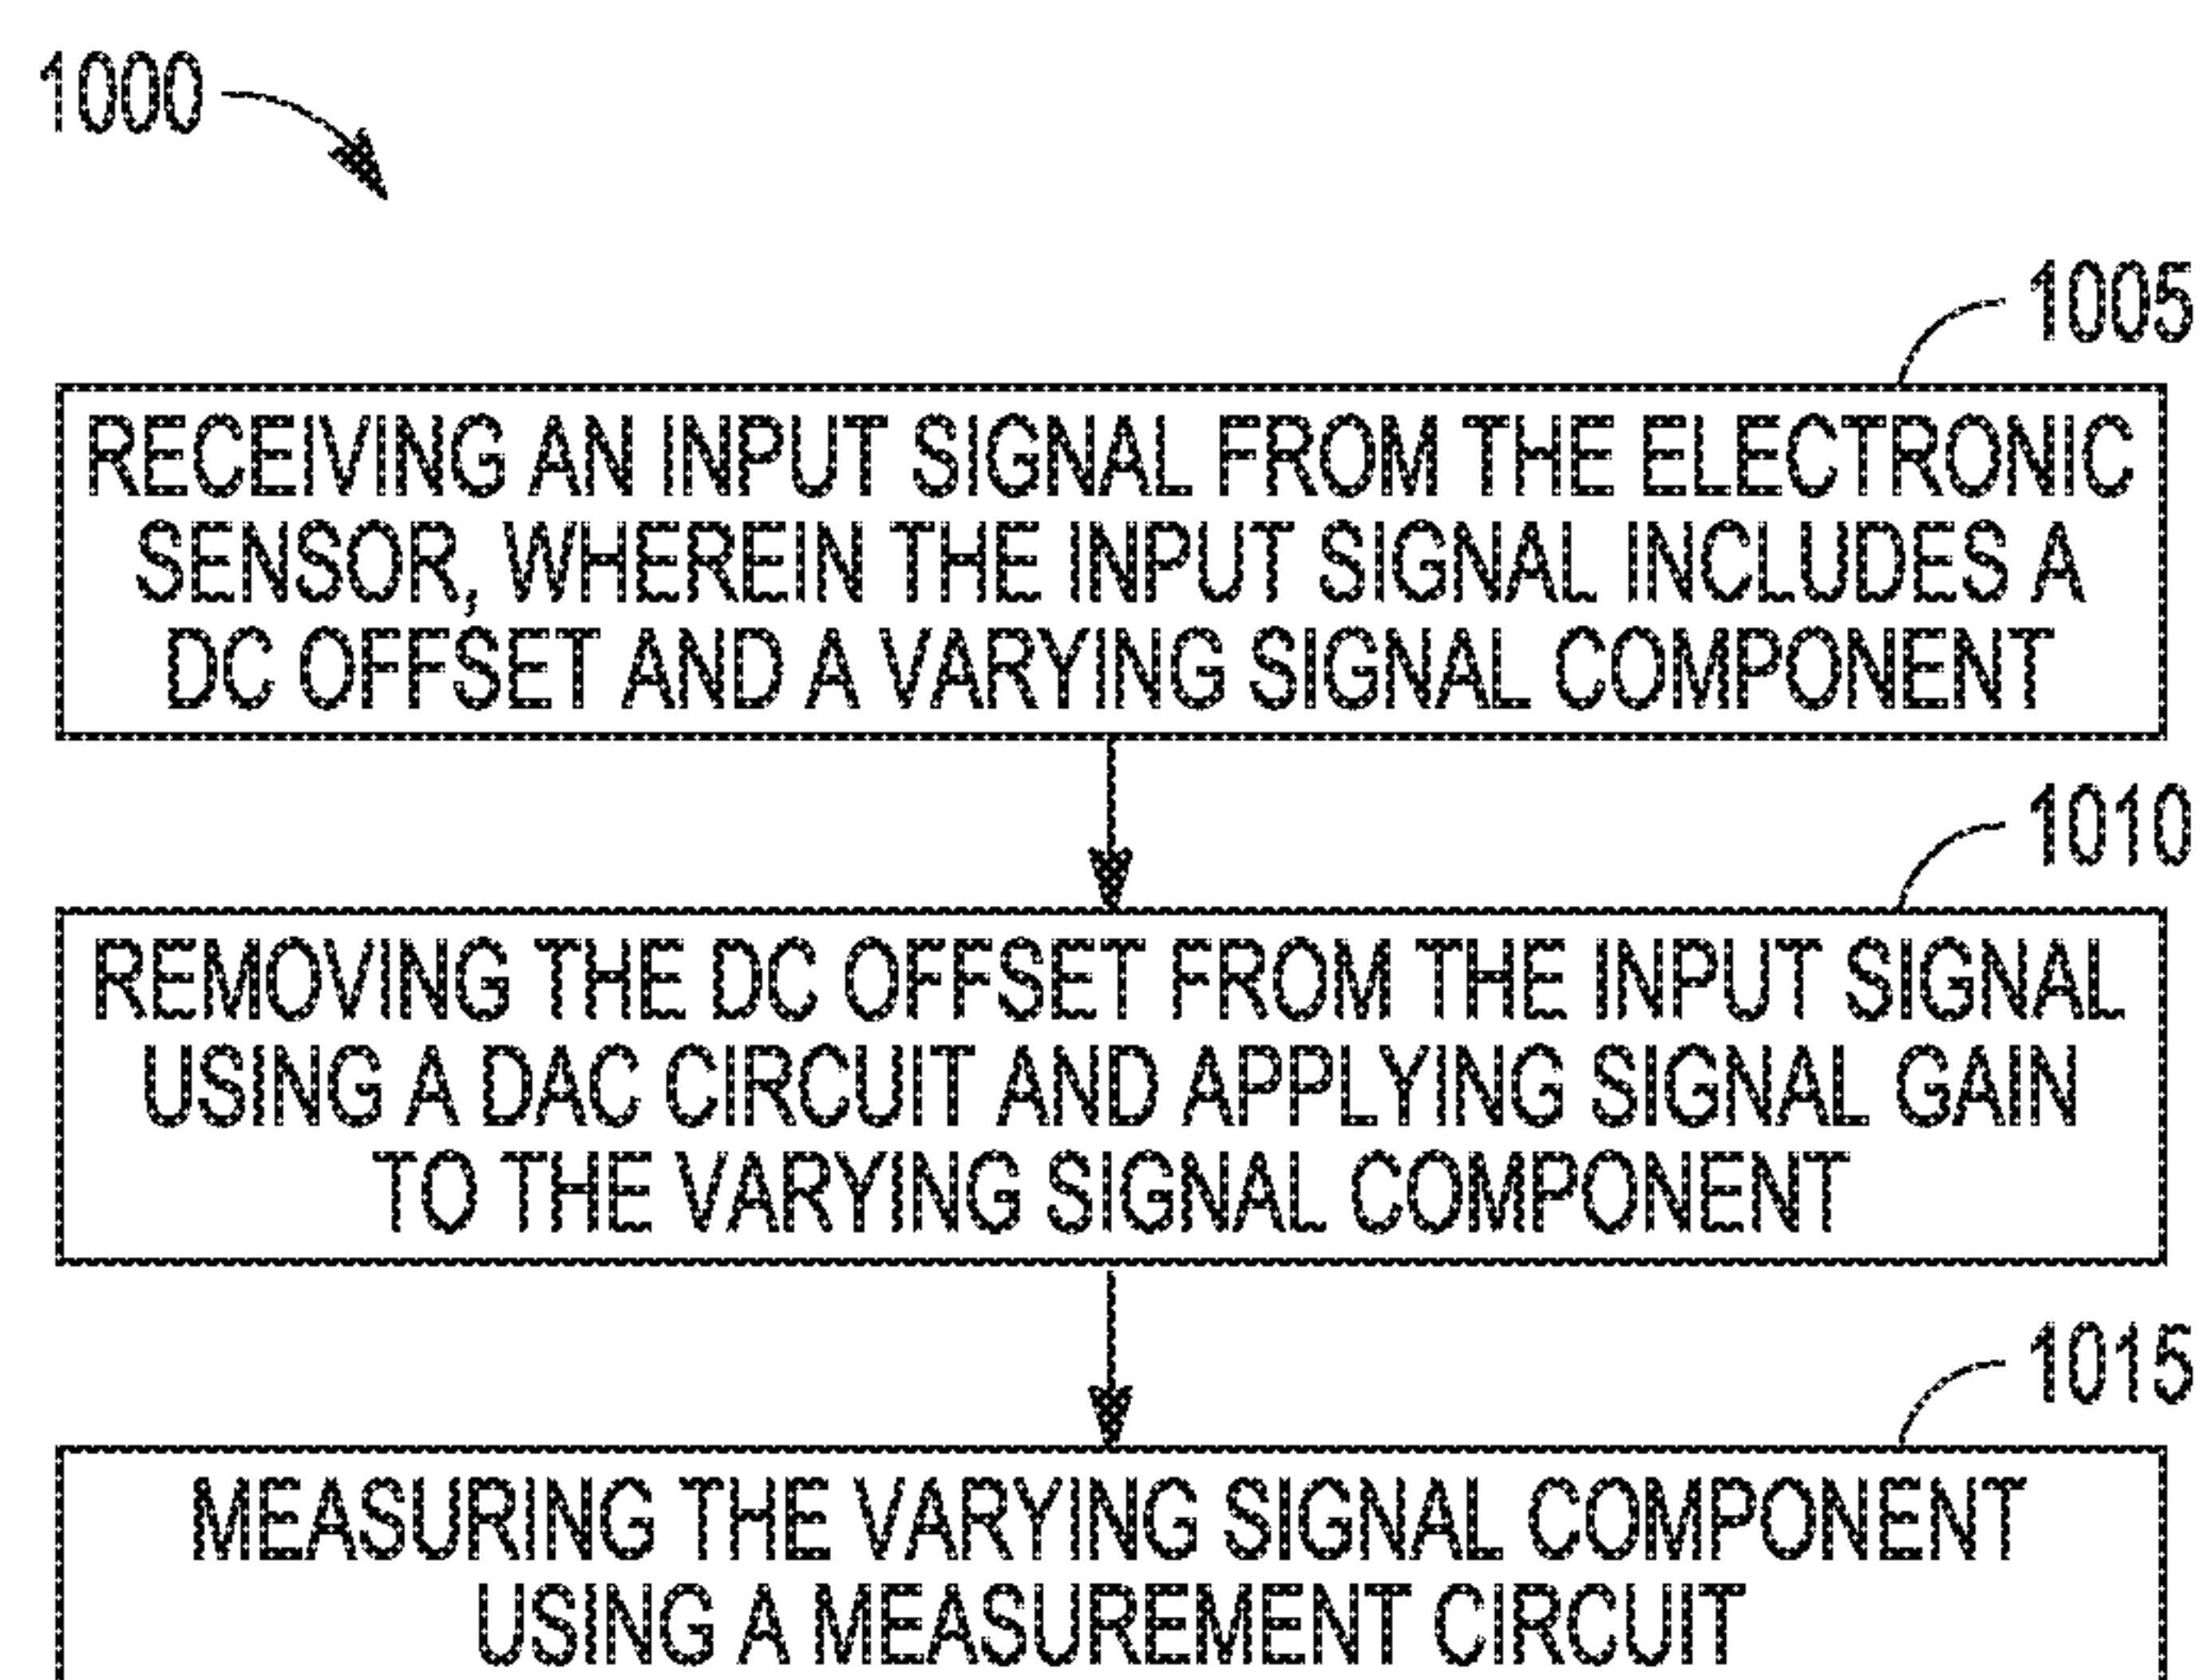 1000
1005
RECEIVING AN INPUT SIGNAL FROM THE ELECTRONIC
SENSOR, WHEREIN THE INPUT SIGNAL INCLUDES A
DC OFFSET AND A VARYING SIGNAL COMPONENT
1010
REMOVING THE DC OFFSET FROM THE INPUT SIGNAL
USING A DAC CIRCUIT AND APPLYING SIGNAL GAIN
TO THE VARYING SIGNAL COMPONENT
1015
MEASURING THE VARYING SIGNAL COMPONENT
USING A MEASUREMENT CIRCUIT